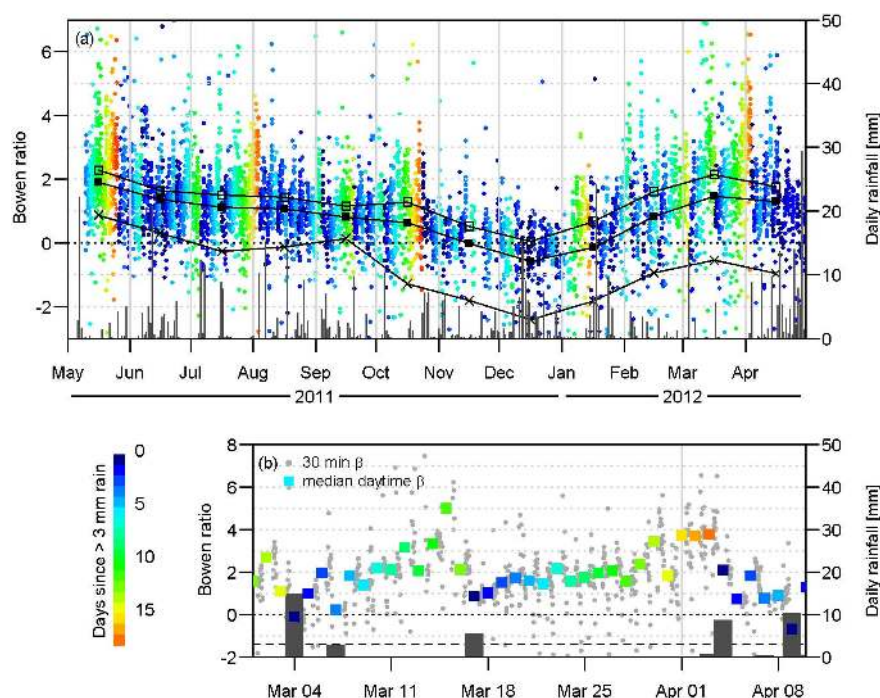 (a)
6
4
2
0
-2
Bowen ratio
50
40
30
20
10
0
Daily rainfall [mm]
May Jun Jul Aug Sep Oct Nov Dec Jan Feb Mar Apr
2011 2012
Days since > 3 mm rain
0
5
10
15
(b)
30 min β
median daytime β
8
6
4
2
0
-2
Bowen ratio
50
40
30
20
10
0
Daily rainfall [mm]
Mar 04 Mar 11 Mar 18 Mar 25 Apr 01 Apr 08